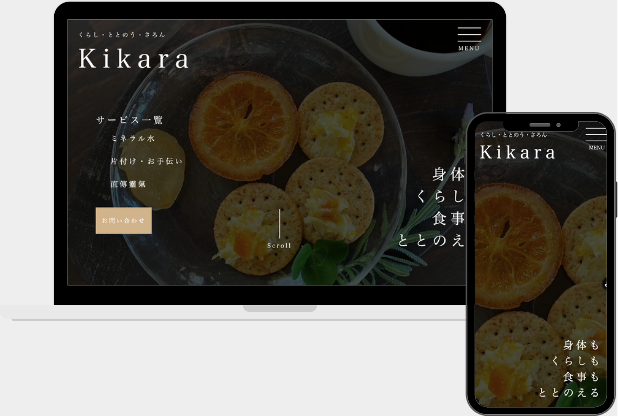 くらし・ととのう・さろん
Kikara
MENU
サービス一覧
ミネラル水
片付け・お手伝い
直傳靈氣
お問い合わせ
Scroll
身体
くらし
食事
ととのえ
くらし・ととのう・さろん
Kikara
MENU
身体も
くらしも
食事も
ととのえる